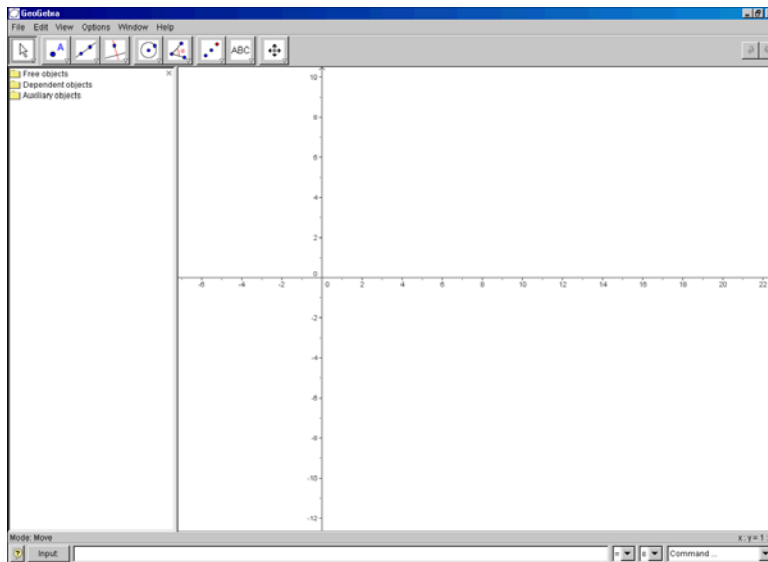 GeoGebra
File Edit View Options Window Help
A
ABC
Free objects
Dependent objects
Auxiliary objects
10
8
6
4
2
0
-6 -4 -2 0 2 4 6 8 10 12 14 16 18 20 22
-2
-4
-6
-8
-10
-12
Mode: Move
x : y = 1 :
? Input: = Command ...